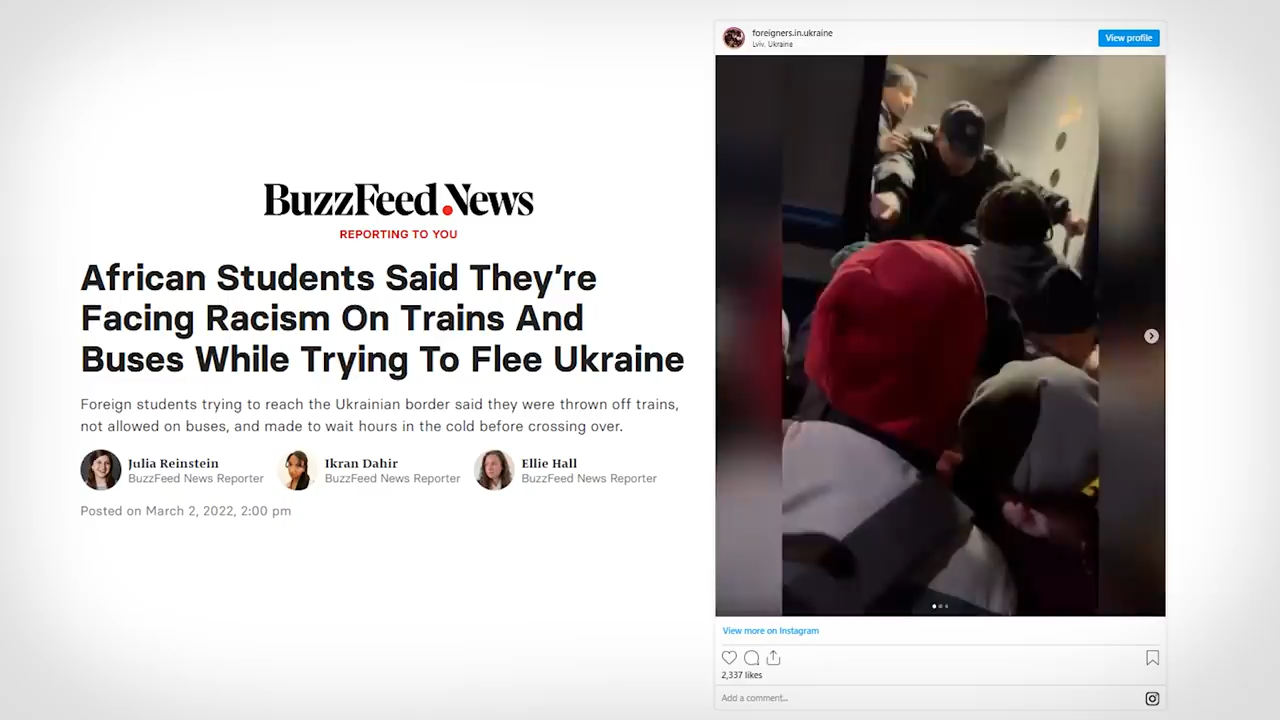 BuzzFeed.News
REPORTING TO YOU
African Students Said They’re
Facing Racism On Trains And
Buses While Trying To Flee Ukraine
Foreign students trying to reach the Ukrainian border said they were thrown off trains,
not allowed on buses, and made to wait hours in the cold before crossing over.
Julia Reinstein
BuzzFeed News Reporter
Ikran Dahir
BuzzFeed News Reporter
Ellie Hall
BuzzFeed News Reporter
Posted on March 2, 2022, 2:00 pm
foreigners.in.ukraine
Lviv, Ukraine
View profile
View more on Instagram
2,337 likes
Add a comment...